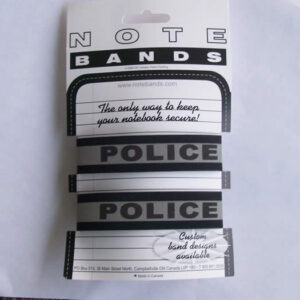 NOTE
BANDS
www.notebands.com
The only way to keep
your notebook secure!
POLICE
POLICE
Custom
band designs
available
Made in Canada